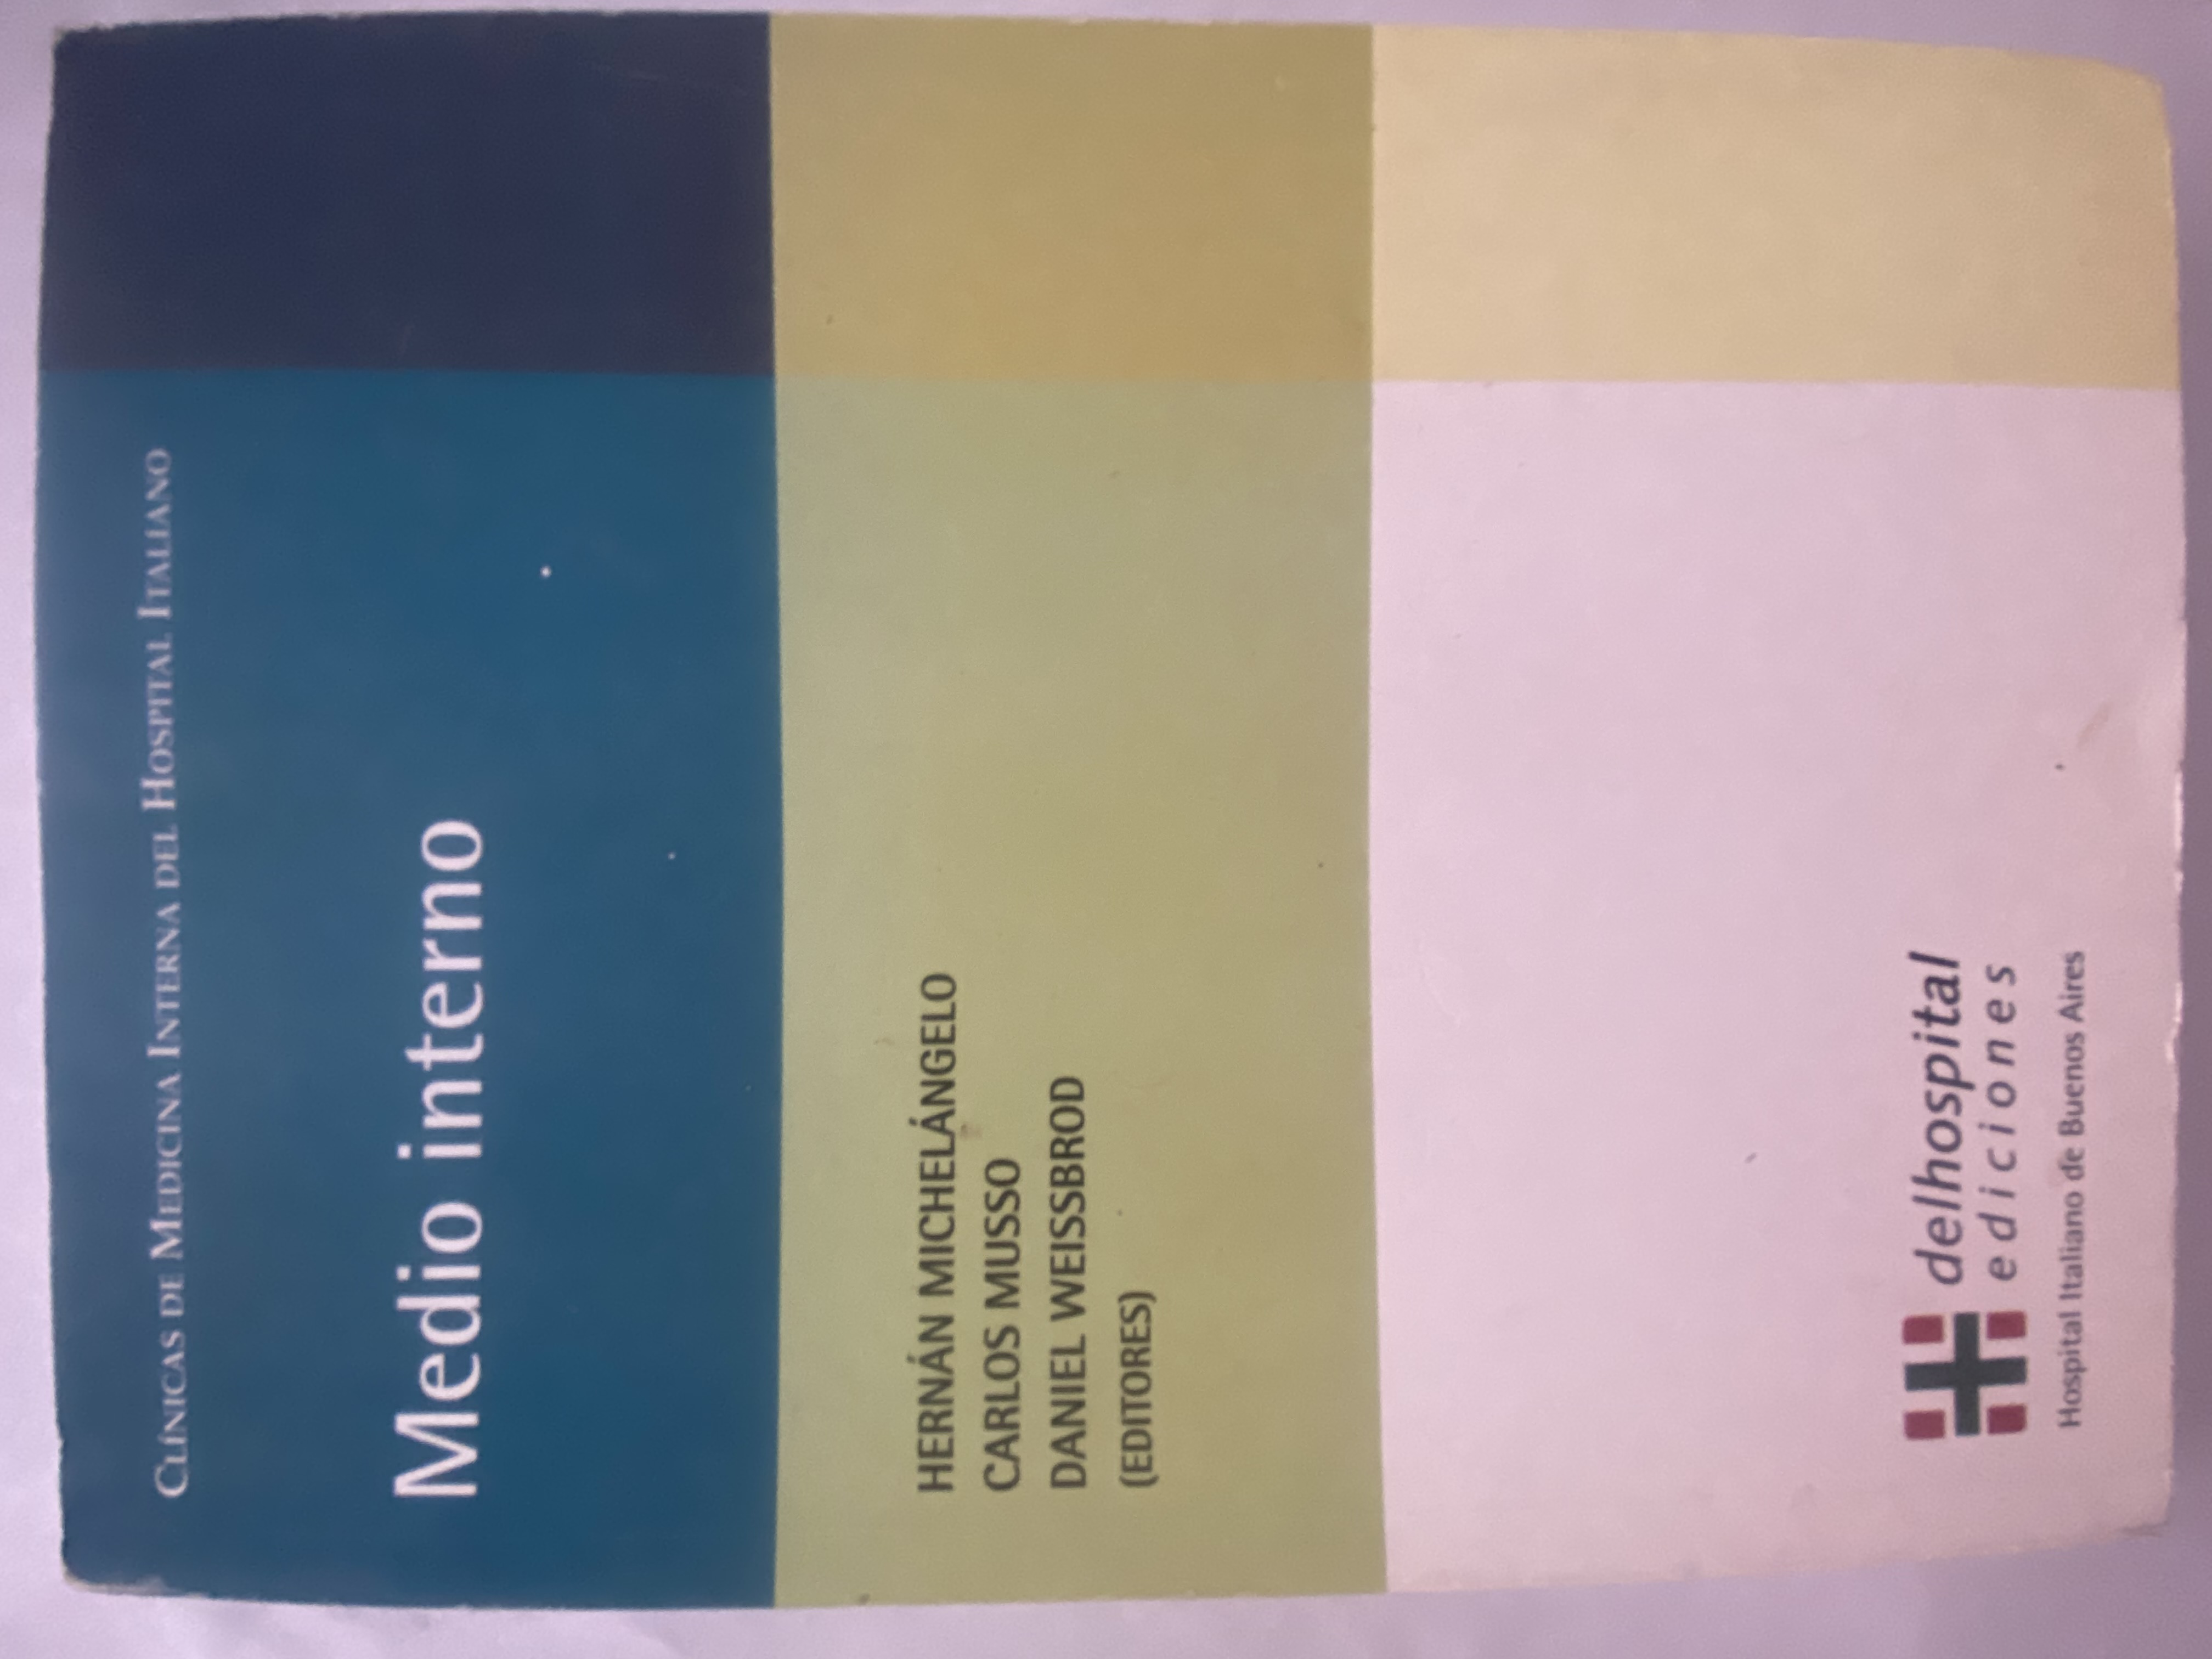 CLÍNICAS DE MEDICINA INTERNA DEL HOSPITAL ITALIANO
Medio interno
HERNÁN MICHELÁNGELO
CARLOS MUSSO
DANIEL WEISSBROD
(EDITORES)
delhospital
ediciones
Hospital Italiano de Buenos Aires